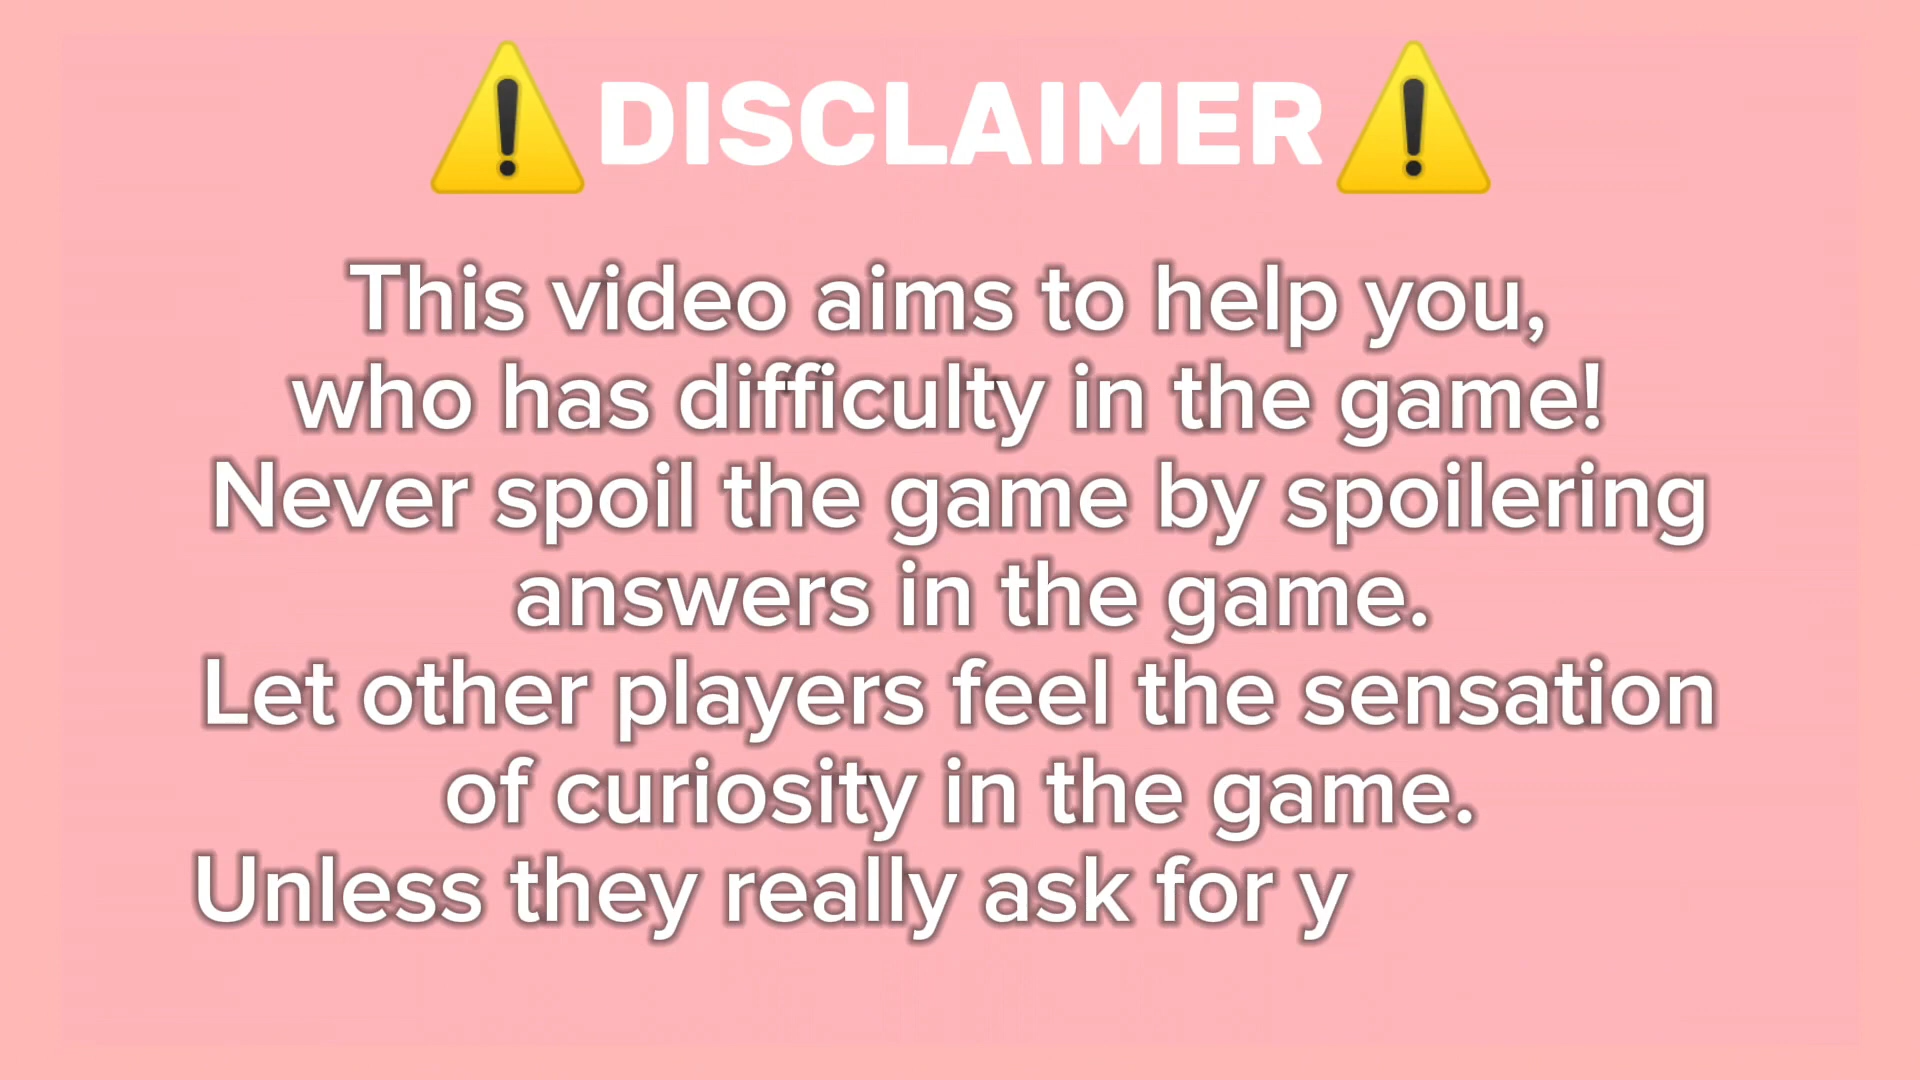 ⚠️DISCLAIMER⚠️
This video aims to help you,
who has difficulty in the game!
Never spoil the game by spoilering
answers in the game.
Let other players feel the sensation
of curiosity in the game.
Unless they really ask for y